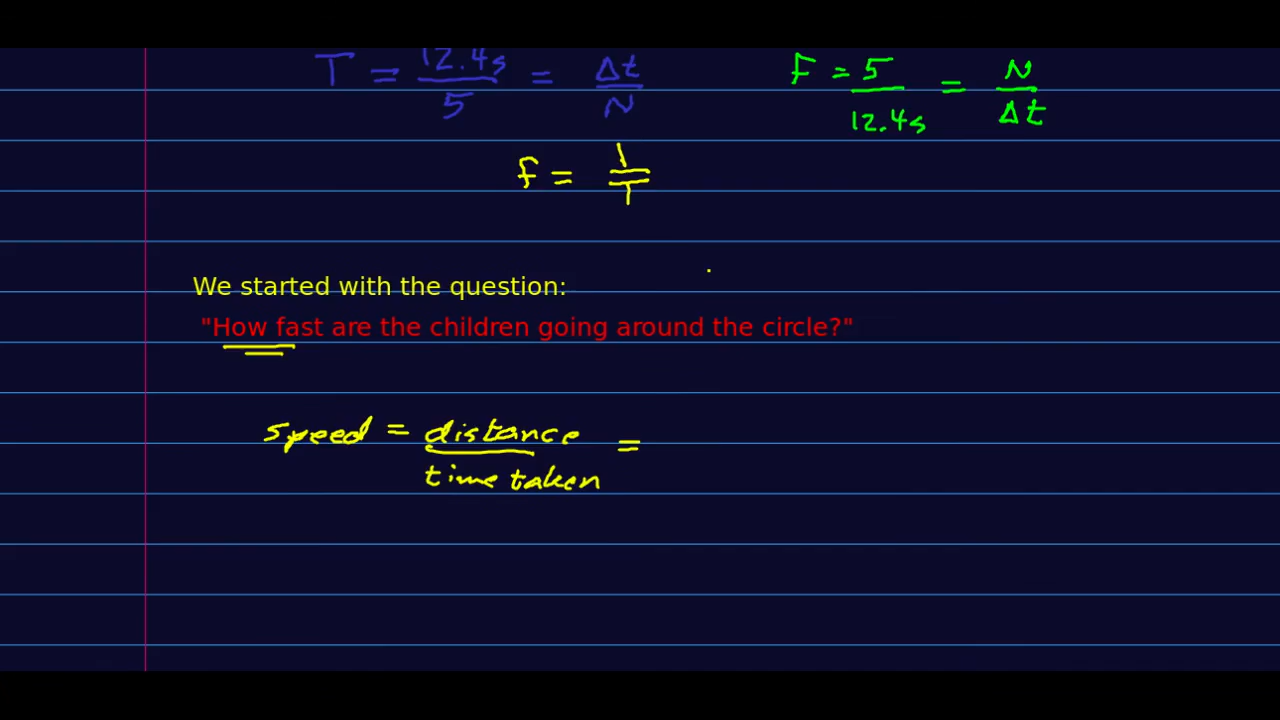 T = 12.4s / 5 = Δt / N
F = 5 / 12.4s = N / Δt
f = 1 / T
We started with the question:
"How fast are the children going around the circle?"
speed = distance / time taken =